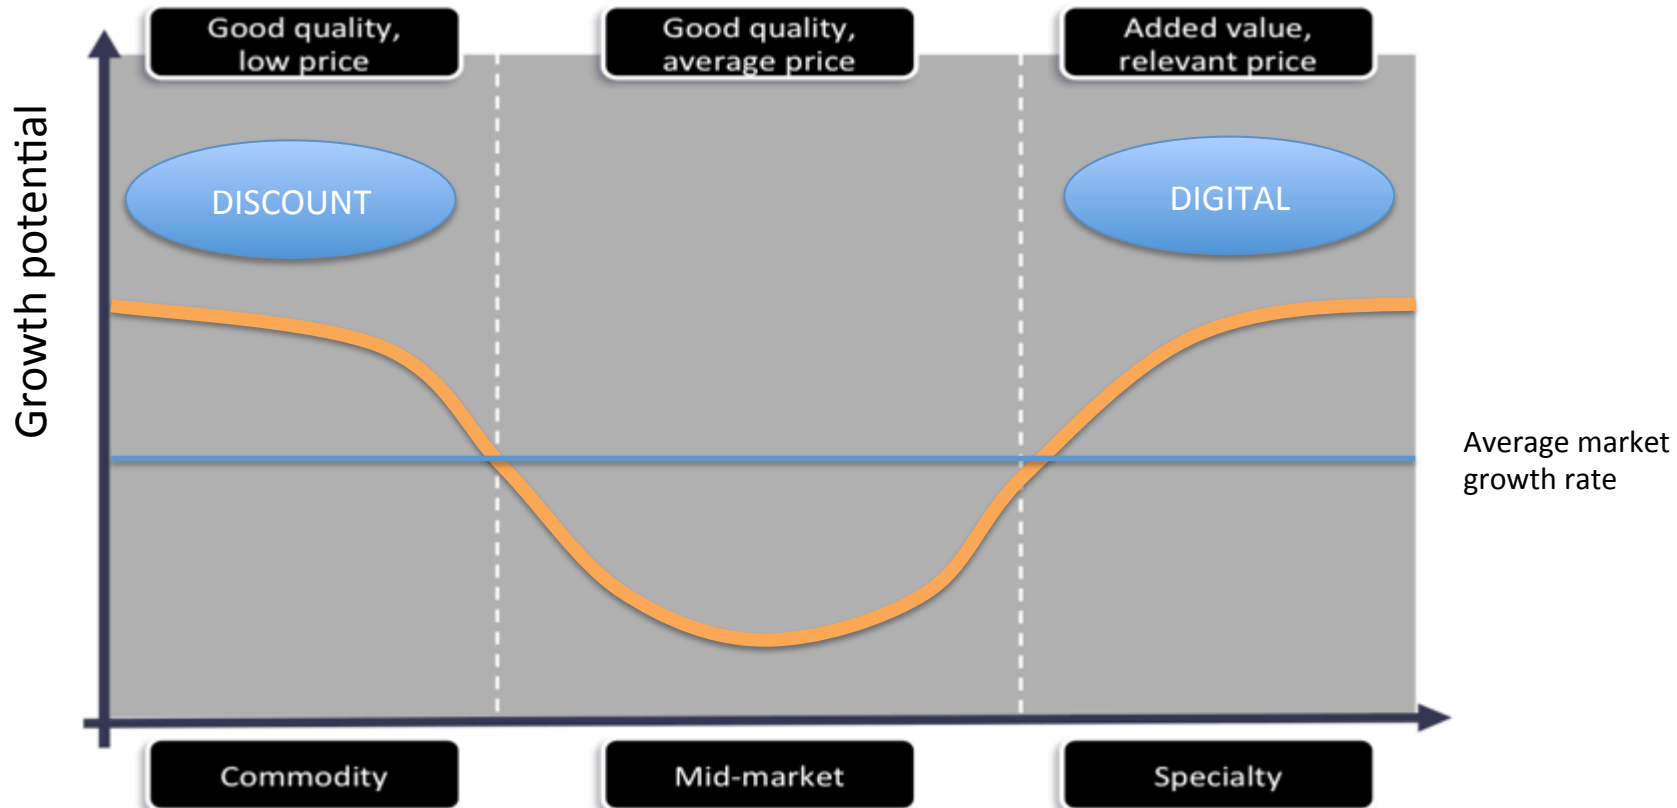 Good quality,
low price
Good quality,
average price
Added value,
relevant price
Growth potential
DISCOUNT
DIGITAL
Average market
growth rate
Commodity
Mid-market
Specialty